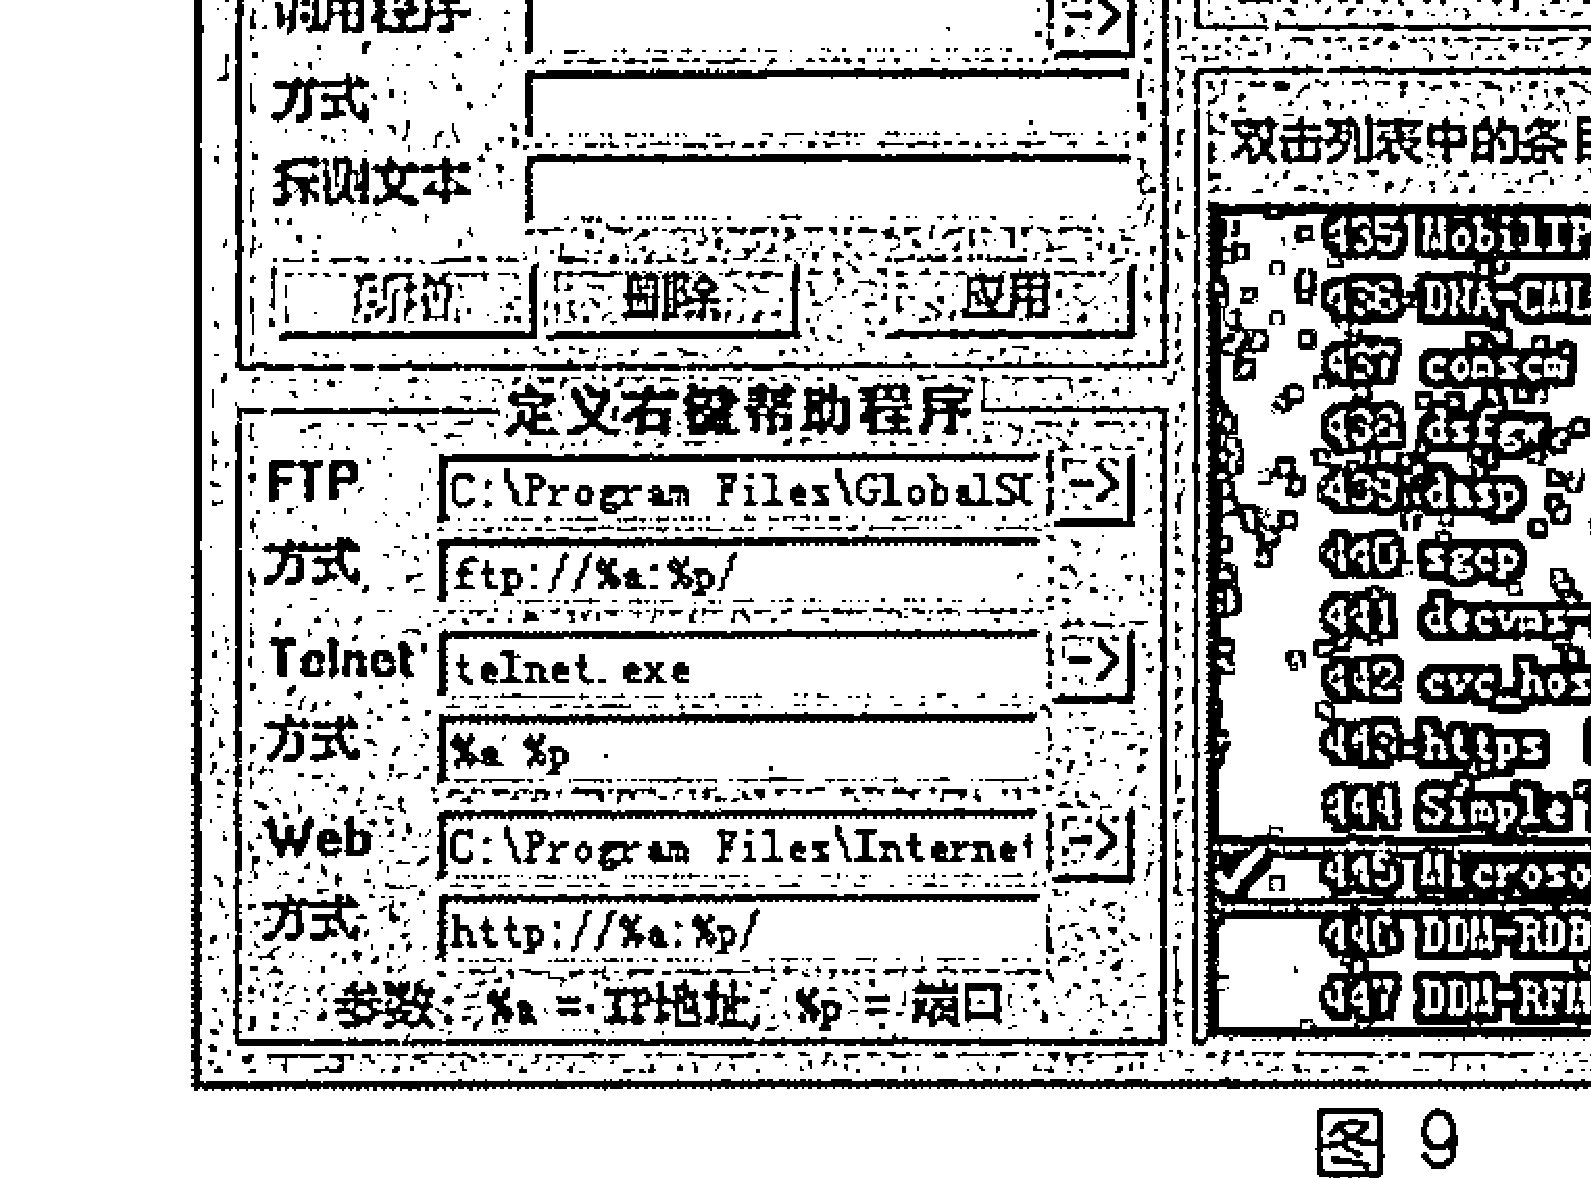 调用程序
->
方式
探测文本
新增 删除 应用
定义右键帮助程序
FTP C:\Program Files\GlobalSC ->
方式 ftp://%a:%p/
Telnet telnet.exe ->
方式 %a %p
Web C:\Program Files\Internet ->
方式 http://%a:%p/
参数: %a = IP地址, %p = 端口
双击列表中的条目
435 MobilIP
436 DNA-CML
437 comscm
438 dsfgw
439 dasp
440 sgcp
441 decvms
442 cvc_hos
443 https
444 Simple
445 Microso
446 DDM-RDB
447 DDM-RFM
图 9